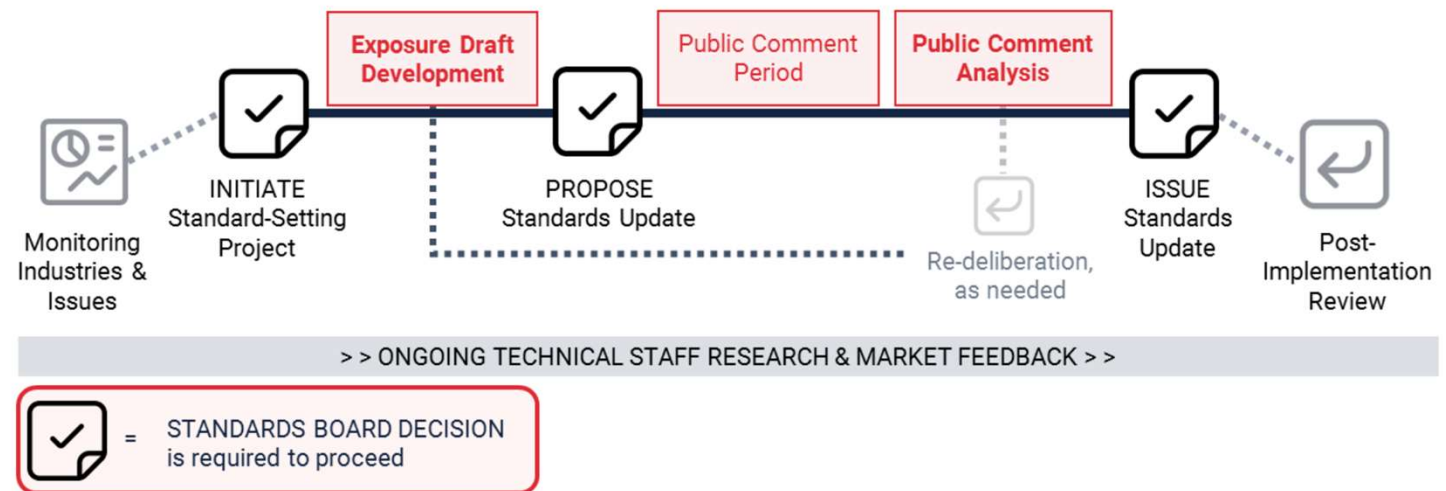 Exposure Draft
Development
Public Comment
Period
Public Comment
Analysis
Monitoring
Industries &
Issues
INITIATE
Standard-Setting
Project
PROPOSE
Standards Update
Re-deliberation,
as needed
ISSUE
Standards
Update
Post-
Implementation
Review
> > ONGOING TECHNICAL STAFF RESEARCH & MARKET FEEDBACK > >
= STANDARDS BOARD DECISION
is required to proceed